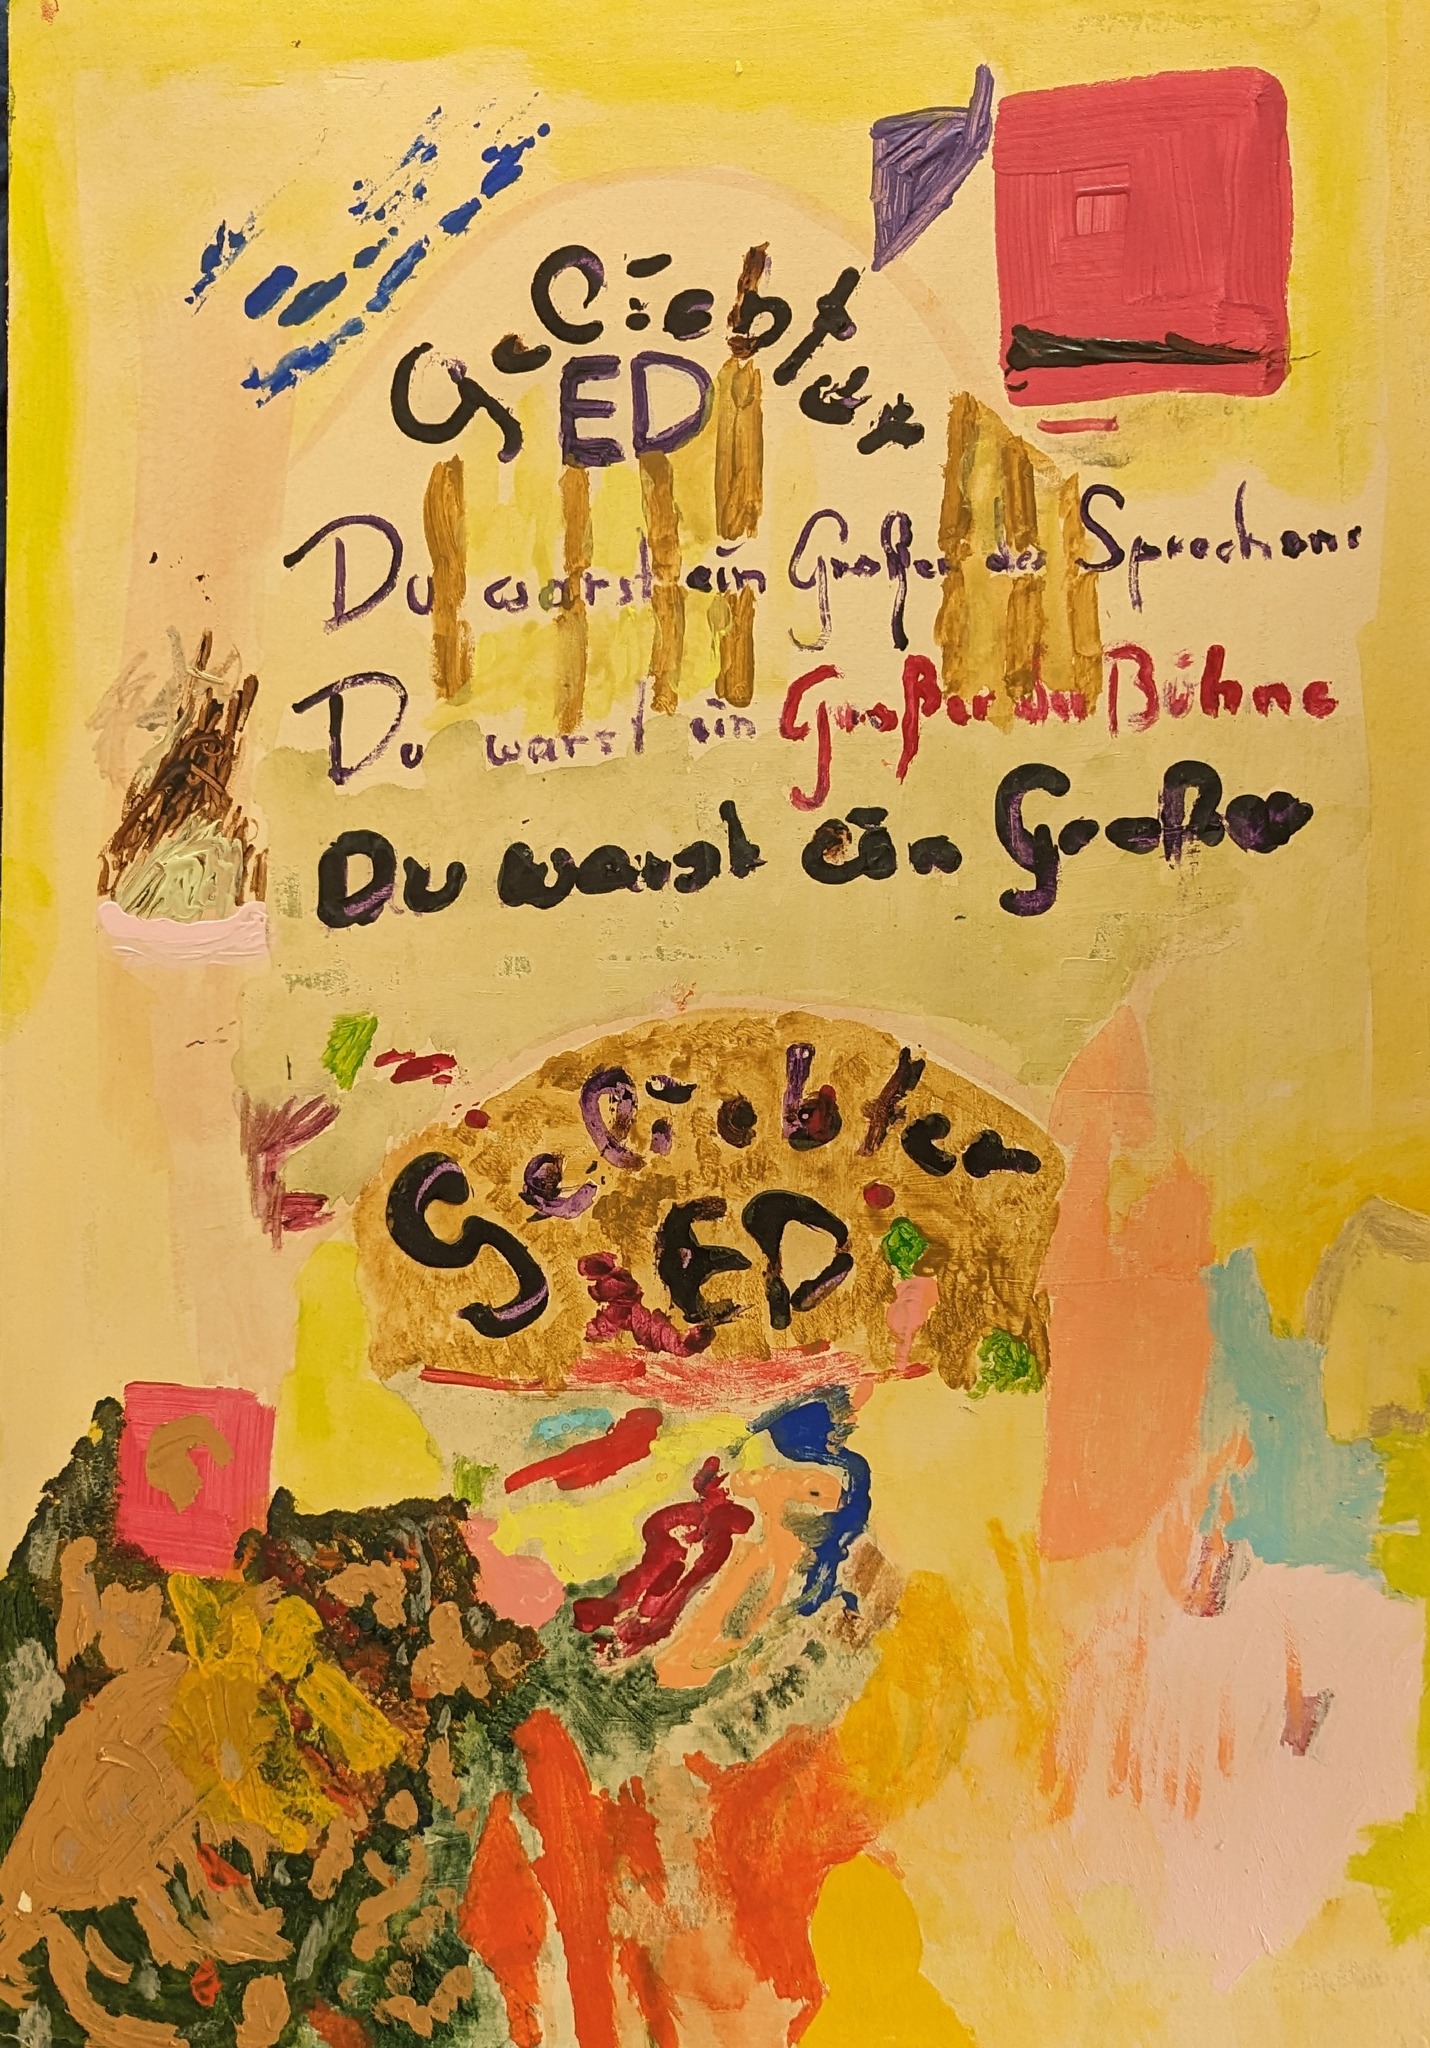 Geliebter
ED
Du warst ein Großer des Sprechens
Du warst ein Großer der Bühne
Du warst ein Großer
Geliebter
ED